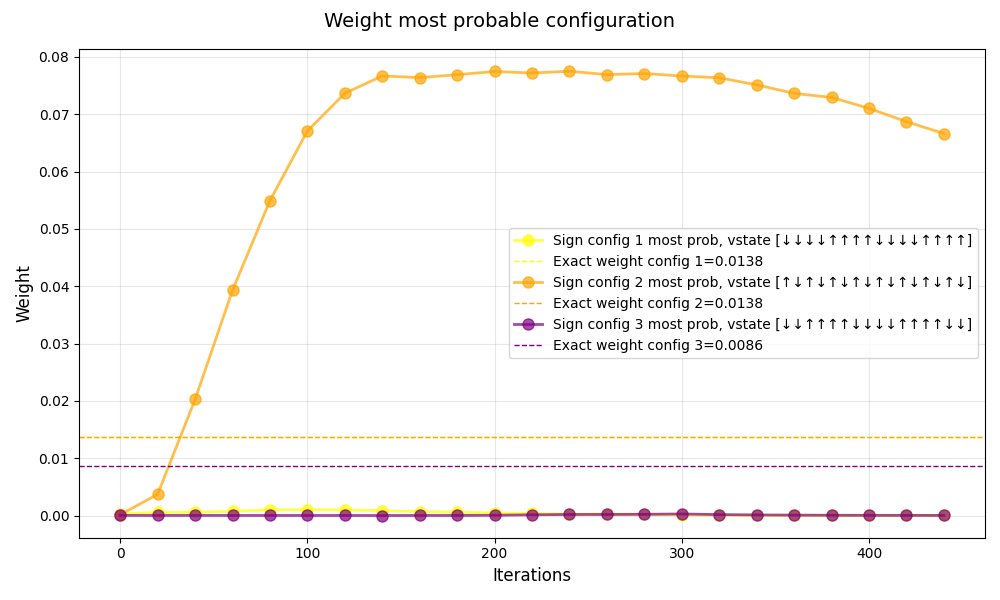 Weight most probable configuration
0.08
0.07
0.06
0.05
0.04
0.03
0.02
0.01
0.00
Weight
Sign config 1 most prob, vstate [↓↓↓↓↑↑↑↑↓↓↓↓↑↑↑↑]
Exact weight config 1=0.0138
Sign config 2 most prob, vstate [↑↓↑↓↑↓↑↓↑↓↑↓↑↓↑↓]
Exact weight config 2=0.0138
Sign config 3 most prob, vstate [↓↓↑↑↑↑↓↓↓↓↑↑↑↑↓↓]
Exact weight config 3=0.0086
0 100 200 300 400
Iterations